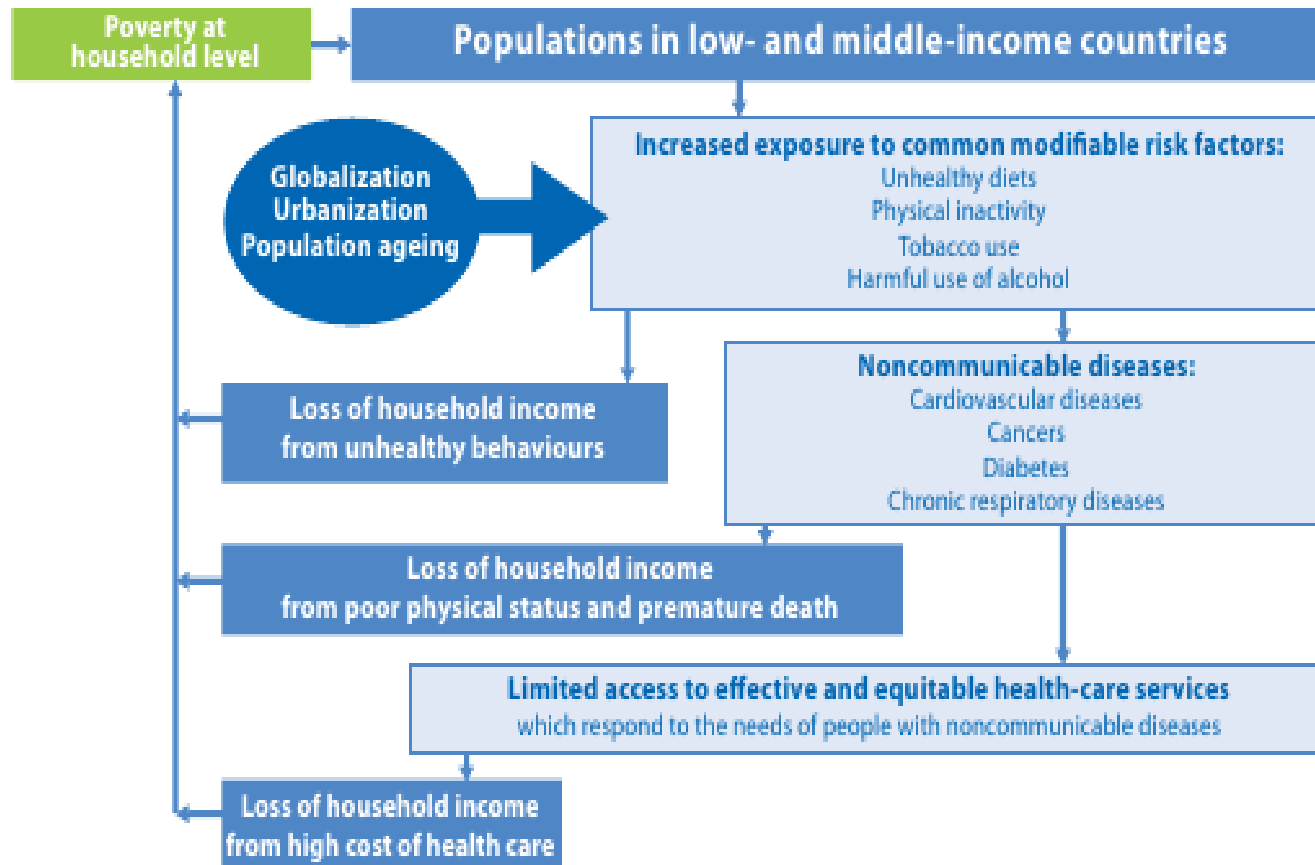 Poverty at
household level
Populations in low- and middle-income countries
Increased exposure to common modifiable risk factors:
Unhealthy diets
Physical inactivity
Tobacco use
Harmful use of alcohol
Globalization
Urbanization
Population ageing
Noncommunicable diseases:
Cardiovascular diseases
Cancers
Diabetes
Chronic respiratory diseases
Loss of household income
from unhealthy behaviours
Loss of household income
from poor physical status and premature death
Limited access to effective and equitable health-care services
which respond to the needs of people with noncommunicable diseases
Loss of household income
from high cost of health care